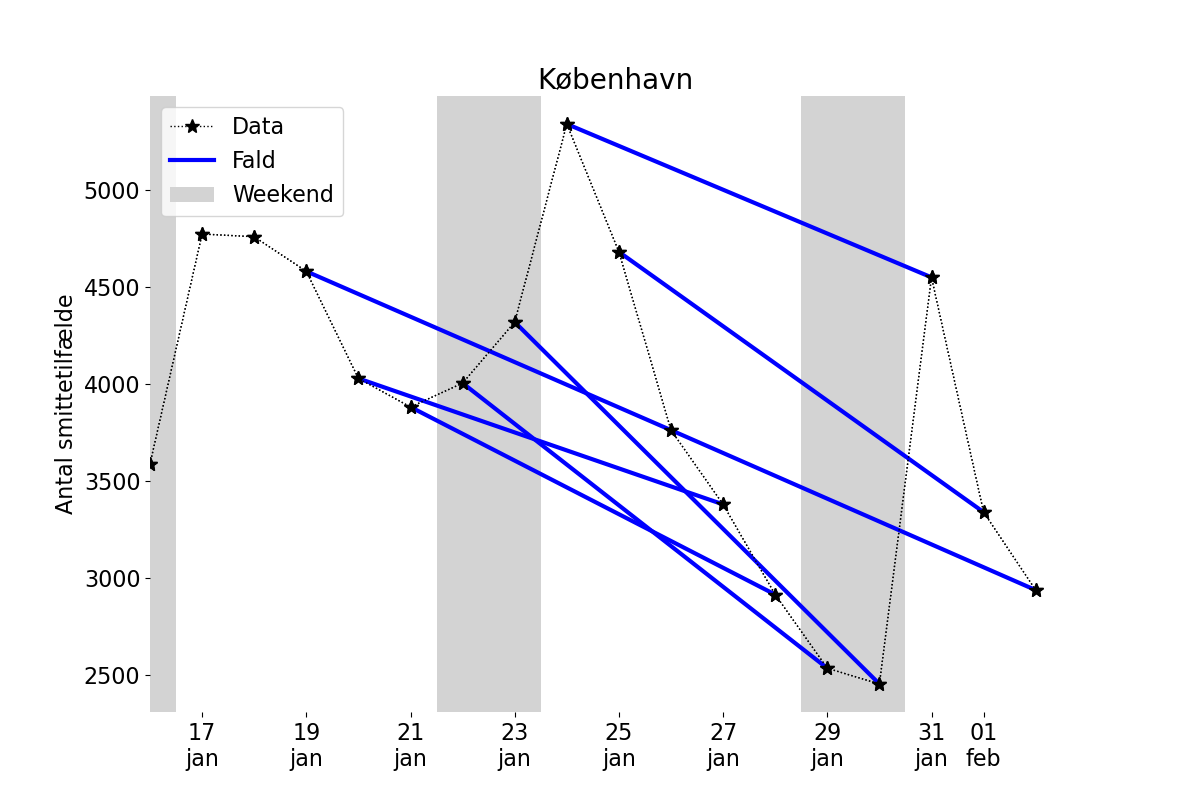 København
Data
Fald
Weekend
Antal smittetilfælde
5000
4500
4000
3500
3000
2500
17
jan
19
jan
21
jan
23
jan
25
jan
27
jan
29
jan
31
jan
01
feb